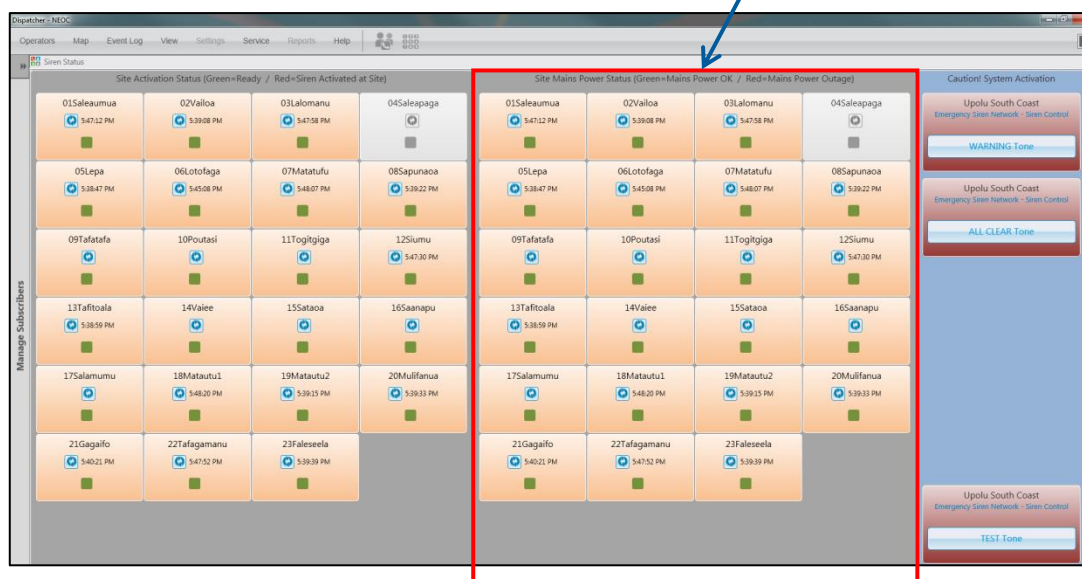 Dispatcher - NEOC
Operators Map Event Log View Settings Service Reports Help
Siren Status
Manage Subscribers
Site Activation Status (Green=Ready / Red=Siren Activated at Site)
01Saleaumua 02Vailoa 03Lalomanu 04Saleapaga
5:47:12 PM 5:39:08 PM 5:47:58 PM
05Lepa 06Lotofaga 07Matatufu 08Sapunaoa
5:38:47 PM 5:45:08 PM 5:48:07 PM 5:39:22 PM
09Tafatafa 10Poutasi 11Togitgiga 12Siumu
5:47:30 PM
13Tafitoala 14Vaiee 15Sataoa 16Saanapu
5:38:59 PM
17Salamumu 18Matautu1 19Matautu2 20Mulifanua
5:48:20 PM 5:39:15 PM 5:39:33 PM
21Gagaifo 22Tafagamanu 23Faleseela
5:40:21 PM 5:47:52 PM 5:39:39 PM
Site Mains Power Status (Green=Mains Power OK / Red=Mains Power Outage)
01Saleaumua 02Vailoa 03Lalomanu 04Saleapaga
5:47:12 PM 5:39:08 PM 5:47:58 PM
05Lepa 06Lotofaga 07Matatufu 08Sapunaoa
5:38:47 PM 5:45:08 PM 5:48:07 PM 5:39:22 PM
09Tafatafa 10Poutasi 11Togitgiga 12Siumu
5:47:30 PM
13Tafitoala 14Vaiee 15Sataoa 16Saanapu
5:38:59 PM
17Salamumu 18Matautu1 19Matautu2 20Mulifanua
5:48:20 PM 5:39:15 PM 5:39:33 PM
21Gagaifo 22Tafagamanu 23Faleseela
5:40:21 PM 5:47:52 PM 5:39:39 PM
Caution! System Activation
Upolu South Coast
Emergency Siren Network - Siren Control
WARNING Tone
Upolu South Coast
Emergency Siren Network - Siren Control
ALL CLEAR Tone
Upolu South Coast
Emergency Siren Network - Siren Control
TEST Tone